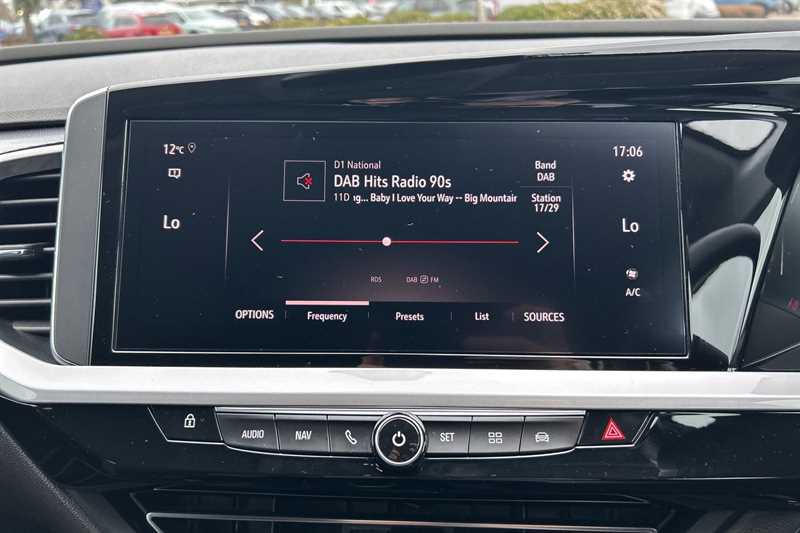 12°C
17:06
D1 National
DAB Hits Radio 90s
11D ıg... Baby I Love Your Way -- Big Mountain
Band
DAB
Station
17/29
Lo
Lo
A/C
RDS
DAB
FM
OPTIONS
Frequency
Presets
List
SOURCES
AUDIO
NAV
SET